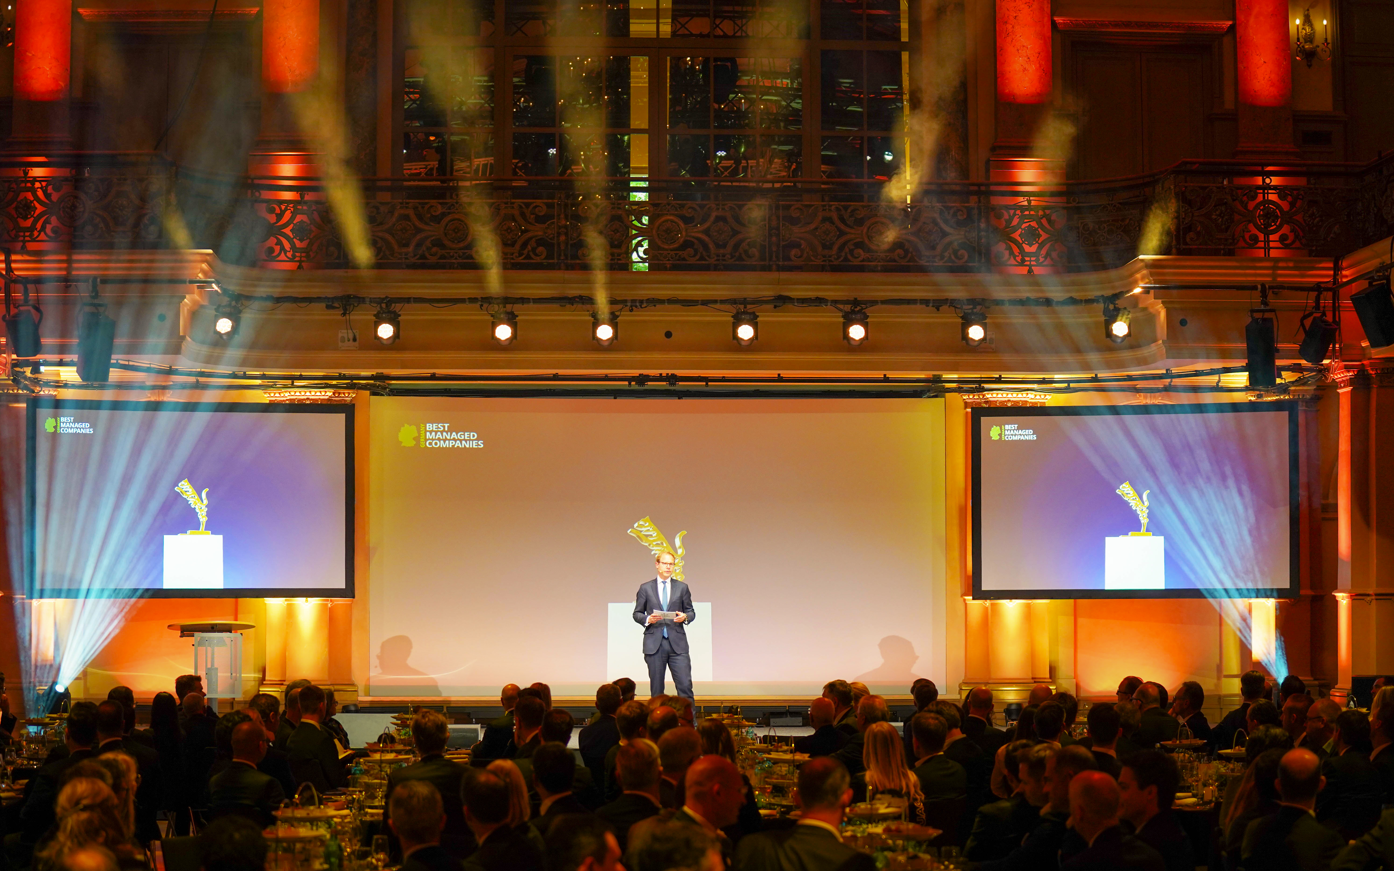 BEST
MANAGED
COMPANIES
BEST
MANAGED
COMPANIES
BEST
MANAGED
COMPANIES